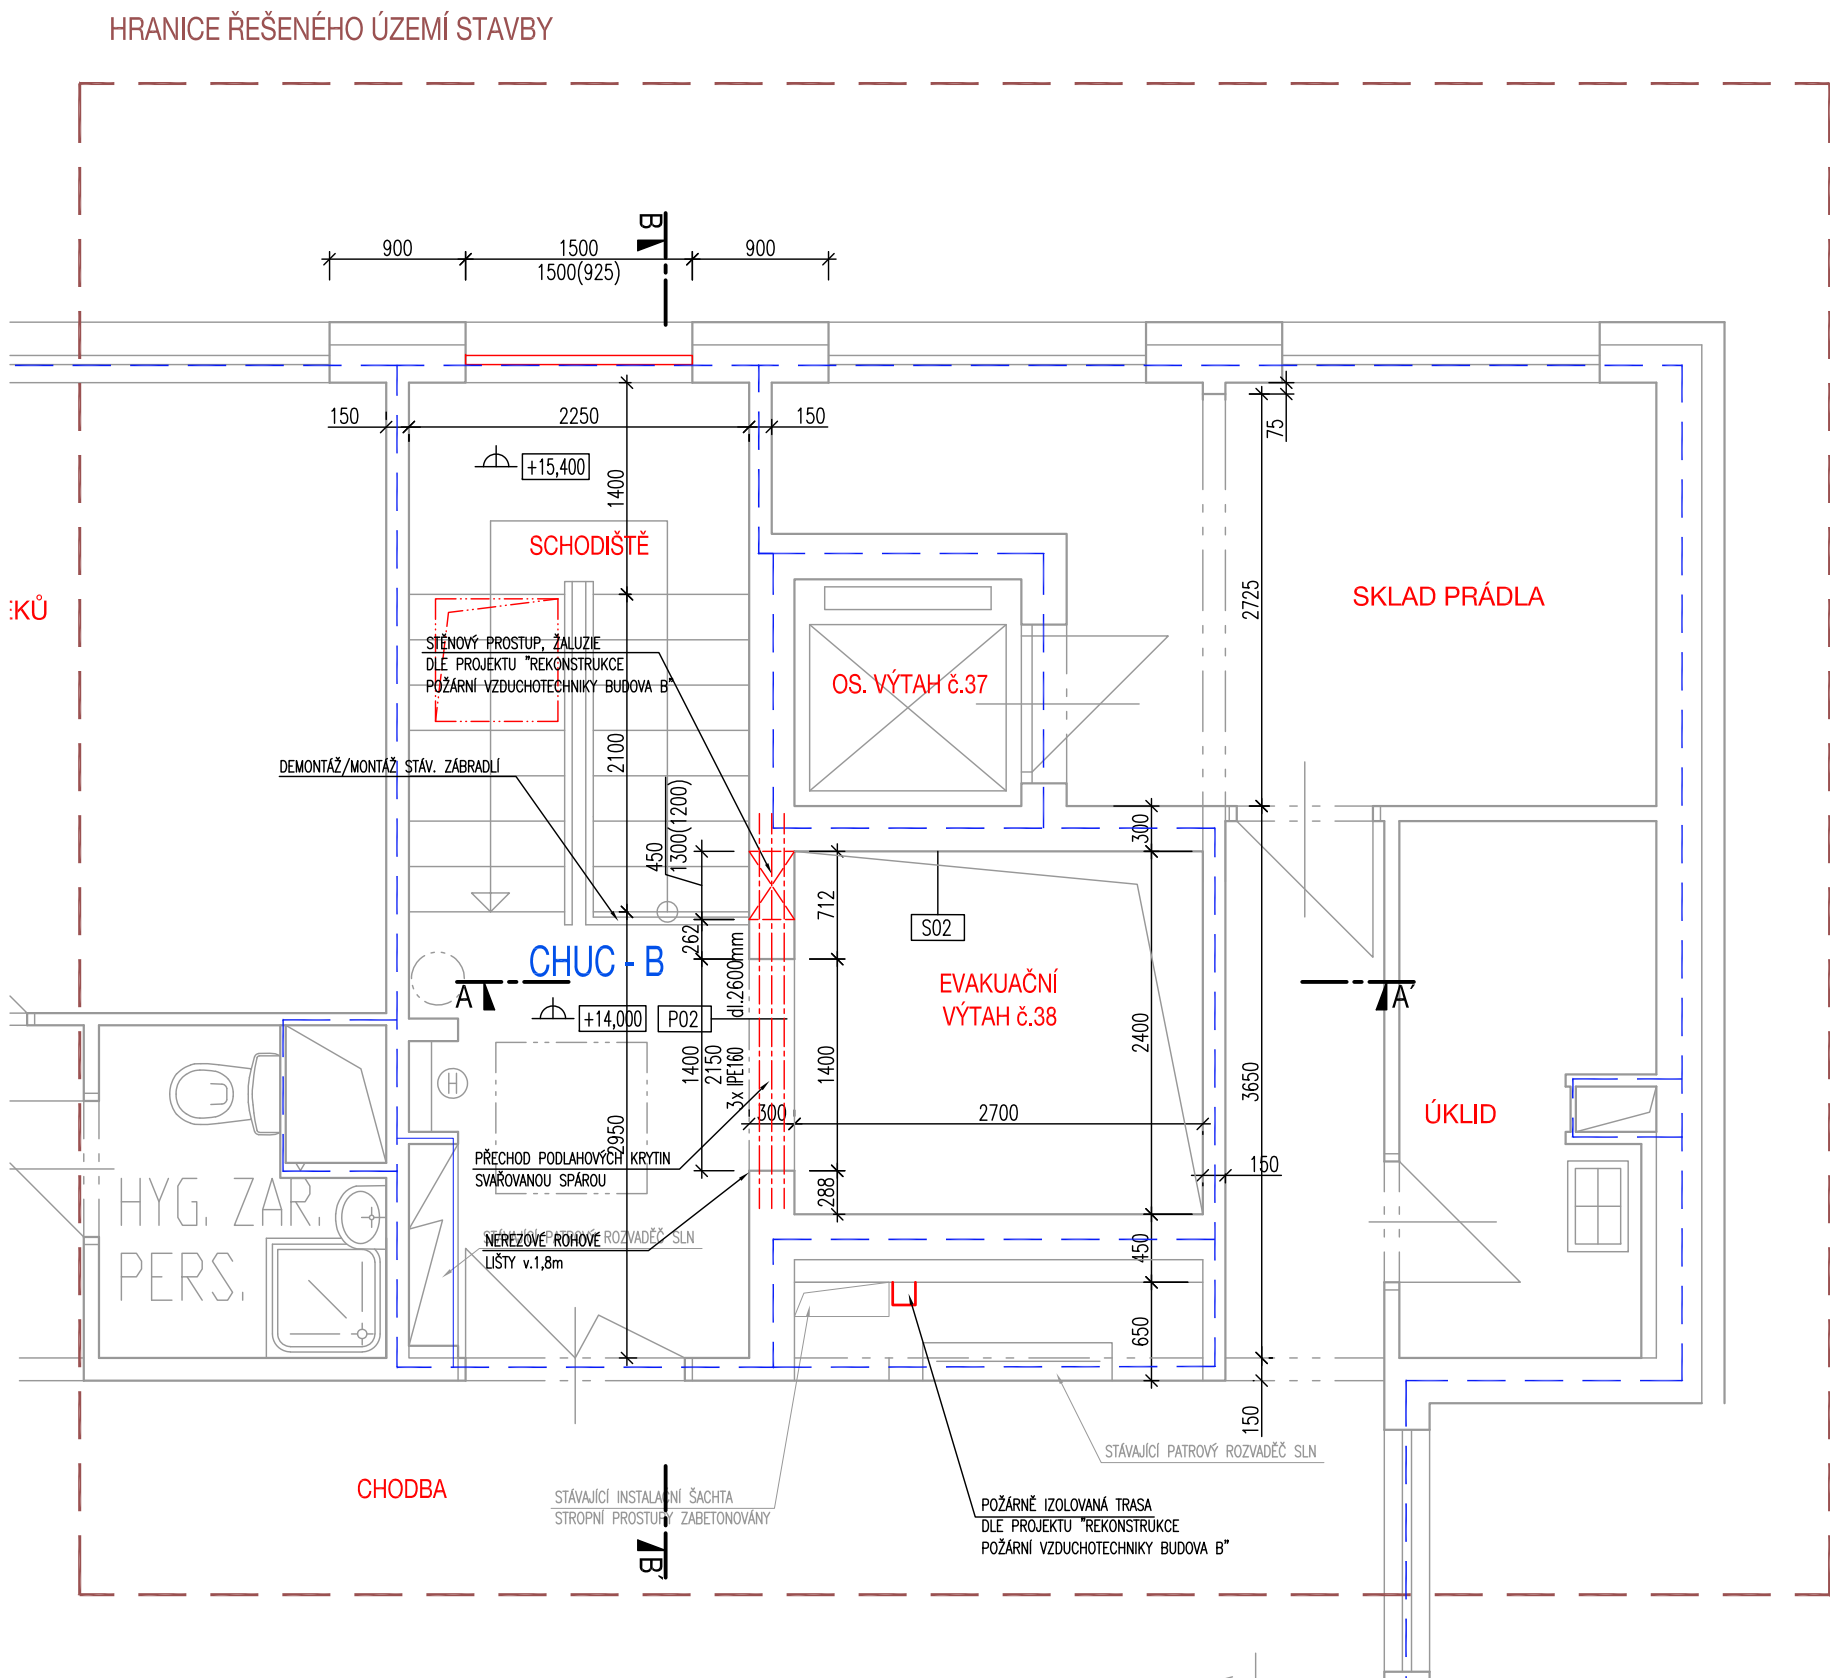 HRANICE ŘEŠENÉHO ÚZEMÍ STAVBY
B
900
1500
900
1500(925)
150
2250
150
75
+15,400
1400
SCHODIŠTĚ
2725
SKLAD PRÁDLA
STĚNOVÝ PROSTUP, ŽALUZIE
DLE PROJEKTU "REKONSTRUKCE
POŽÁRNÍ VZDUCHOTECHNIKY BUDOVA B"
OS. VÝTAH č.37
2100
DEMONTÁŽ/MONTÁŽ STÁV. ZÁBRADLÍ
450
1300(1200)
300
712
S02
262
CHUC - B
dl.2600mm
EVAKUAČNÍ
VÝTAH č.38
A
A'
+14,000
P02
2400
1400
2150
3x IPE160
1400
3650
H
300
2700
ÚKLID
2950
PŘECHOD PODLAHOVÝCH KRYTIN
SVAŘOVANOU SPÁROU
150
288
HYG. ZAŘ.
PERS.
STÁVAJÍCÍ PATROVÝ ROZVADĚČ SLN
NEREZOVÉ ROHOVÉ
LIŠTY v.1,8m
450
650
150
STÁVAJÍCÍ PATROVÝ ROZVADĚČ SLN
CHODBA
STÁVAJÍCÍ INSTALAČNÍ ŠACHTA
STROPNÍ PROSTUPY ZABETONOVÁNY
POŽÁRNĚ IZOLOVANÁ TRASA
DLE PROJEKTU "REKONSTRUKCE
POŽÁRNÍ VZDUCHOTECHNIKY BUDOVA B"
B'